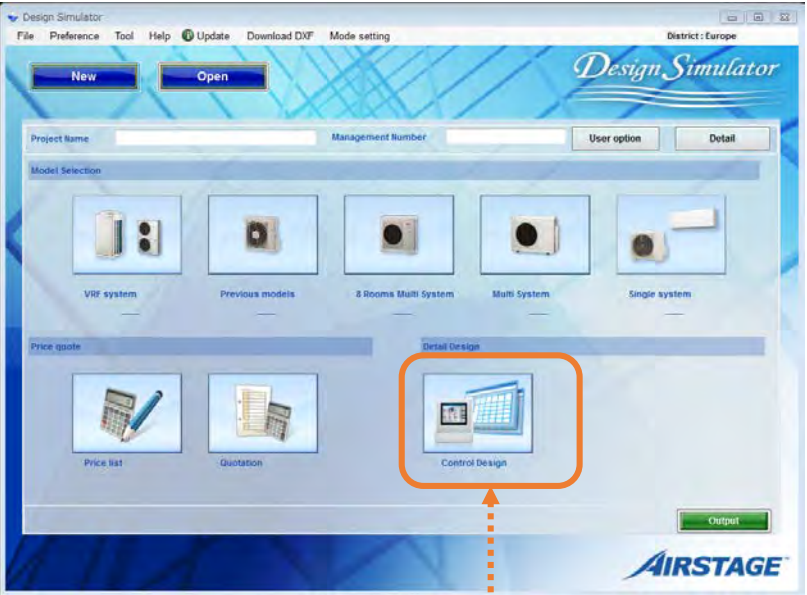 Design Simulator
File Preference Tool Help Update Download DXF Mode setting District : Europe
New Open Design Simulator
Project Name Management Number User option Detail
Model Selection
VRF system Previous models 8 Rooms Multi System Multi System Single system
Price quote Detail Design
Price list Quotation Control Design
Output
AIRSTAGE